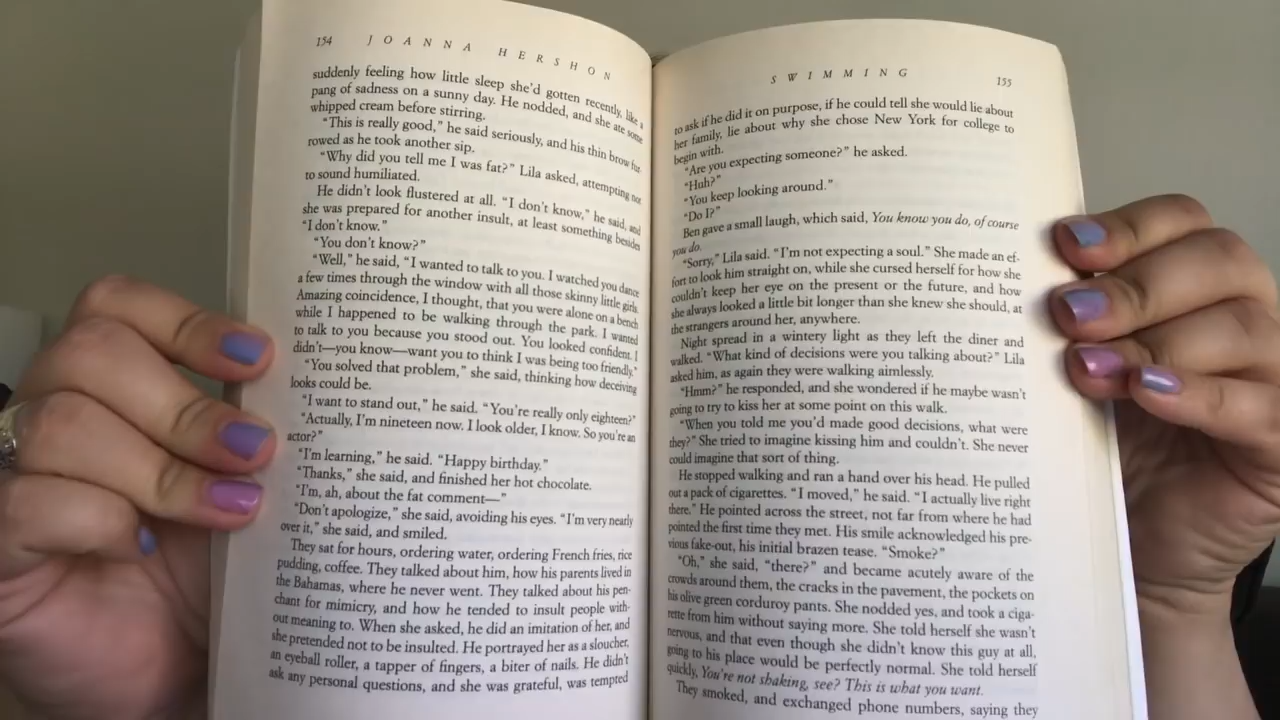 154 JOANNA HERSHON
suddenly feeling how little sleep she'd gotten recently, like a
pang of sadness on a sunny day. He nodded, and she ate some
whipped cream before stirring.
"This is really good," he said seriously, and his thin brow fur-
rowed as he took another sip.
"Why did you tell me I was fat?" Lila asked, attempting not
to sound humiliated.
He didn't look flustered at all. "I don't know," he said, and
she was prepared for another insult, at least something besides
"I don't know."
"You don't know?"
"Well," he said, "I wanted to talk to you. I watched you dance
a few times through the window with all those skinny little girls.
Amazing coincidence, I thought, that you were alone on a bench
while I happened to be walking through the park. I wanted
to talk to you because you stood out. You looked confident. I
didn't—you know—want you to think I was being too friendly."
"You solved that problem," she said, thinking how deceiving
looks could be.
"I want to stand out," he said. "You're really only eighteen?"
"Actually, I'm nineteen now. I look older, I know. So you're an
actor?"
"I'm learning," he said. "Happy birthday."
"Thanks," she said, and finished her hot chocolate.
"I'm, ah, about the fat comment—"
"Don't apologize," she said, avoiding his eyes. "I'm very nearly
over it," she said, and smiled.
They sat for hours, ordering water, ordering French fries, rice
pudding, coffee. They talked about him, how his parents lived in
the Bahamas, where he never went. They talked about his pen-
chant for mimicry, and how he tended to insult people with-
out meaning to. When she asked, he did an imitation of her, and
she pretended not to be insulted. He portrayed her as a sloucher,
an eyeball roller, a tapper of fingers, a biter of nails. He didn't
ask any personal questions, and she was grateful, was tempted
SWIMMING 155
to ask if he did it on purpose, if he could tell she would lie about
her family, lie about why she chose New York for college to
begin with.
"Are you expecting someone?" he asked.
"Huh?"
"You keep looking around."
"Do I?"
Ben gave a small laugh, which said, You know you do, of course
you do.
"Sorry," Lila said. "I'm not expecting a soul." She made an ef-
fort to look him straight on, while she cursed herself for how she
couldn't keep her eye on the present or the future, and how
she always looked a little bit longer than she knew she should, at
the strangers around her, anywhere.
Night spread in a wintery light as they left the diner and
walked. "What kind of decisions were you talking about?" Lila
asked him, as again they were walking aimlessly.
"Hmm?" he responded, and she wondered if he maybe wasn't
going to try to kiss her at some point on this walk.
"When you told me you'd made good decisions, what were
they?" She tried to imagine kissing him and couldn't. She never
could imagine that sort of thing.
He stopped walking and ran a hand over his head. He pulled
out a pack of cigarettes. "I moved," he said. "I actually live right
there." He pointed across the street, not far from where he had
pointed the first time they met. His smile acknowledged his pre-
vious fake-out, his initial brazen tease. "Smoke?"
"Oh," she said, "there?" and became acutely aware of the
crowds around them, the cracks in the pavement, the pockets on
his olive green corduroy pants. She nodded yes, and took a ciga-
rette from him without saying more. She told herself she wasn't
nervous, and that even though she didn't know this guy at all,
going to his place would be perfectly normal. She told herself
quickly, You're not shaking, see? This is what you want.
They smoked, and exchanged phone numbers, saying they